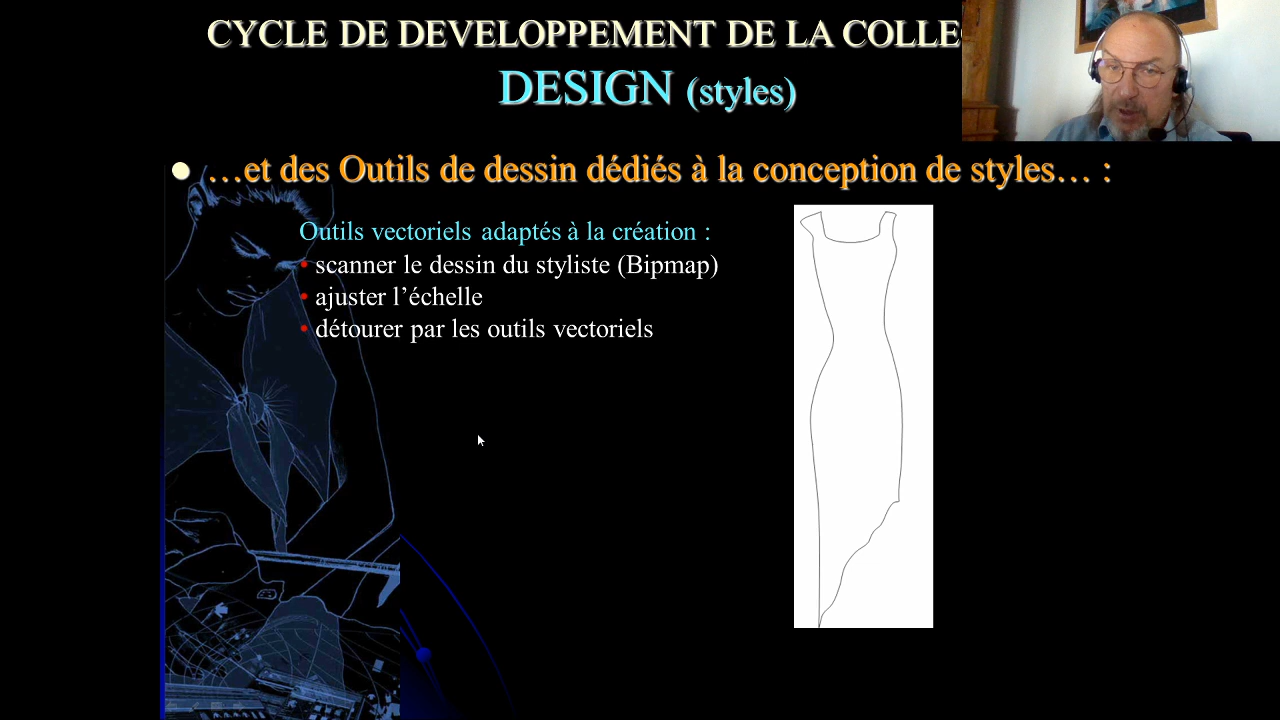 CYCLE DE DEVELOPPEMENT DE LA COLLE
DESIGN (styles)
…et des Outils de dessin dédiés à la conception de styles… :
Outils vectoriels adaptés à la création :
scanner le dessin du styliste (Bipmap)
ajuster l’échelle
détourer par les outils vectoriels